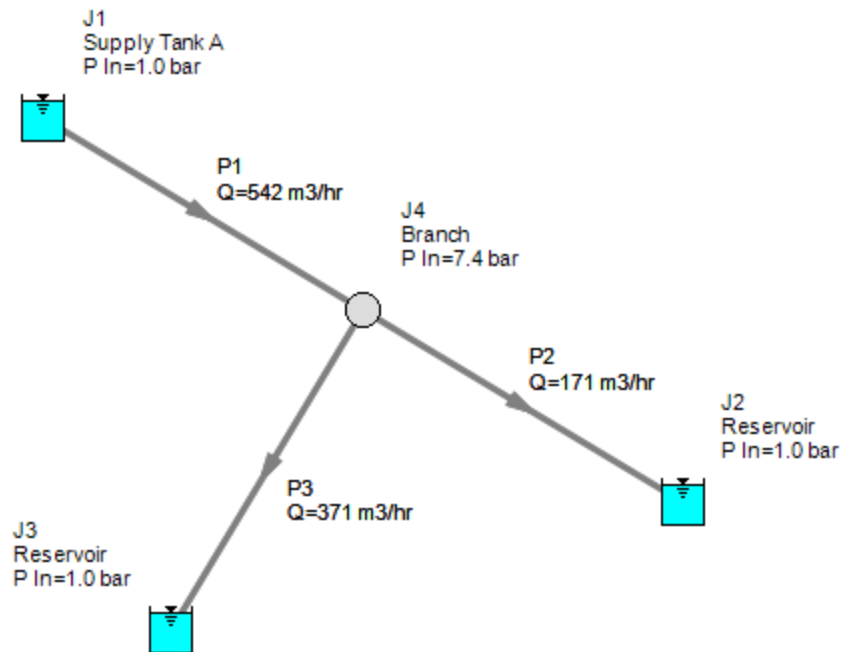 J1
Supply Tank A
P In=1.0 bar
P1
Q=542 m3/hr
J4
Branch
P In=7.4 bar
P2
Q=171 m3/hr
J2
Reservoir
P In=1.0 bar
P3
Q=371 m3/hr
J3
Reservoir
P In=1.0 bar